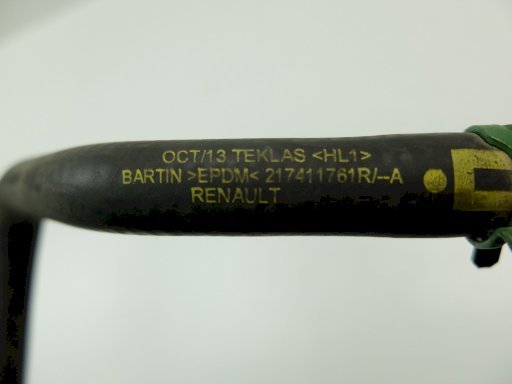 OCT/13 TEKLAS <HL1>
BARTIN >EPDM< 217411761R/--A
RENAULT